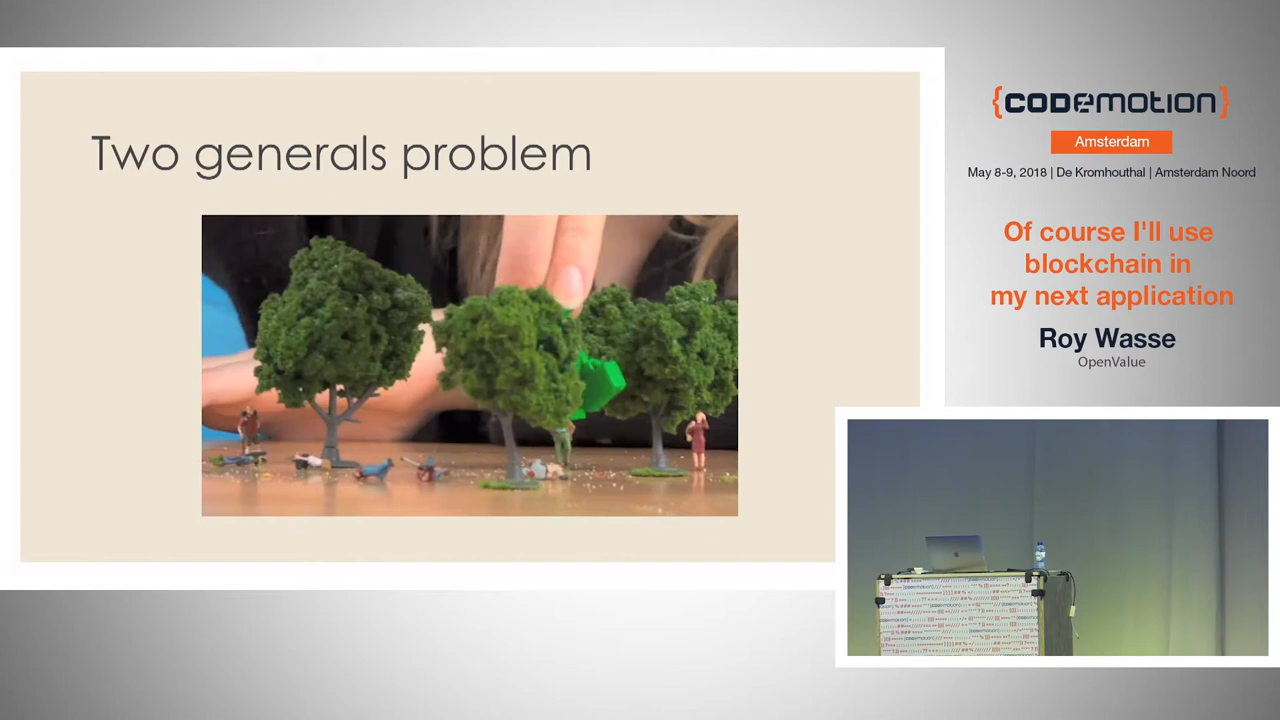 Two generals problem
{CODEMOTION}
Amsterdam
May 8-9, 2018 | De Kromhouthal | Amsterdam Noord
Of course I'll use
blockchain in
my next application
Roy Wasse
OpenValue